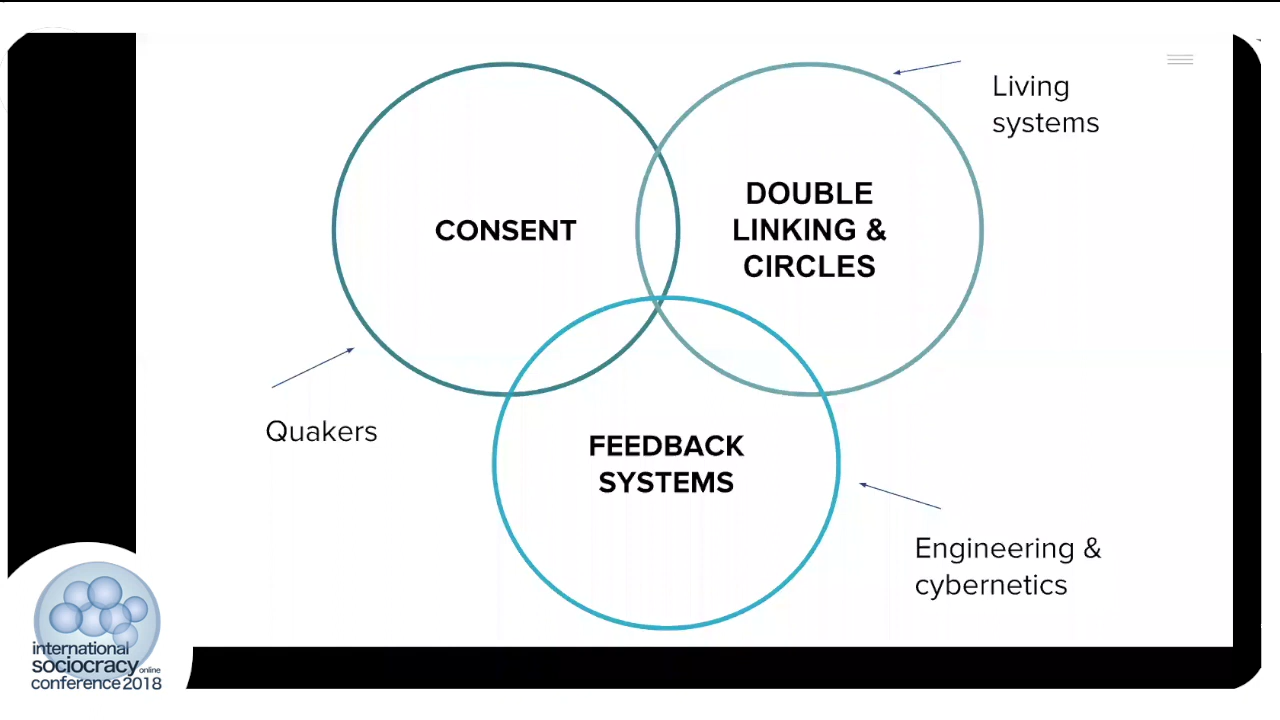 Living
systems
CONSENT
DOUBLE
LINKING &
CIRCLES
Quakers
FEEDBACK
SYSTEMS
Engineering &
cybernetics
international
sociocracy online
conference 2018